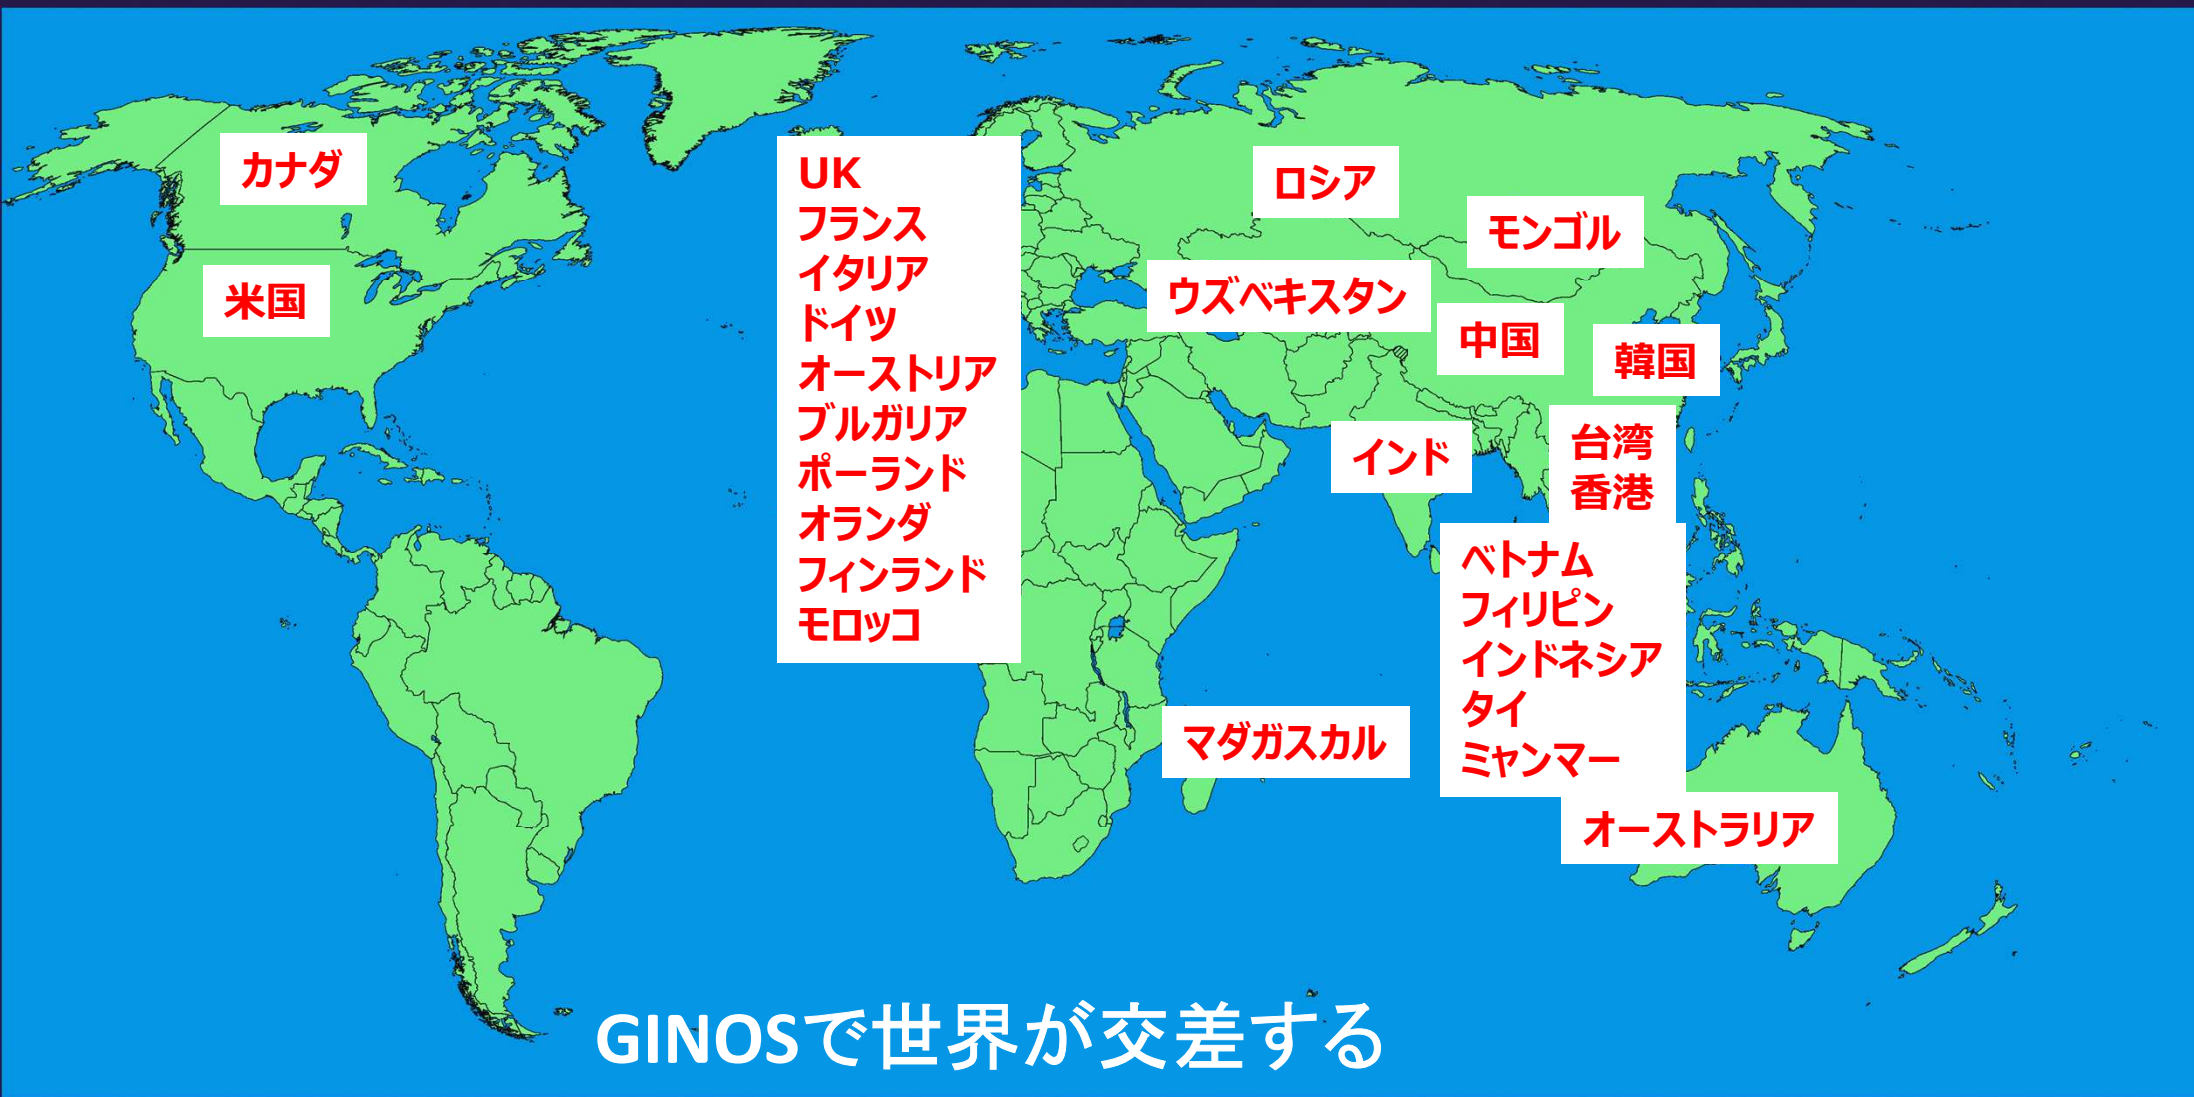 カナダ
米国
UK
フランス
イタリア
ドイツ
オーストリア
ブルガリア
ポーランド
オランダ
フィンランド
モロッコ
ロシア
モンゴル
ウズベキスタン
中国
韓国
インド
台湾
香港
ベトナム
フィリピン
インドネシア
タイ
ミャンマー
マダガスカル
オーストラリア
GINOSで世界が交差する